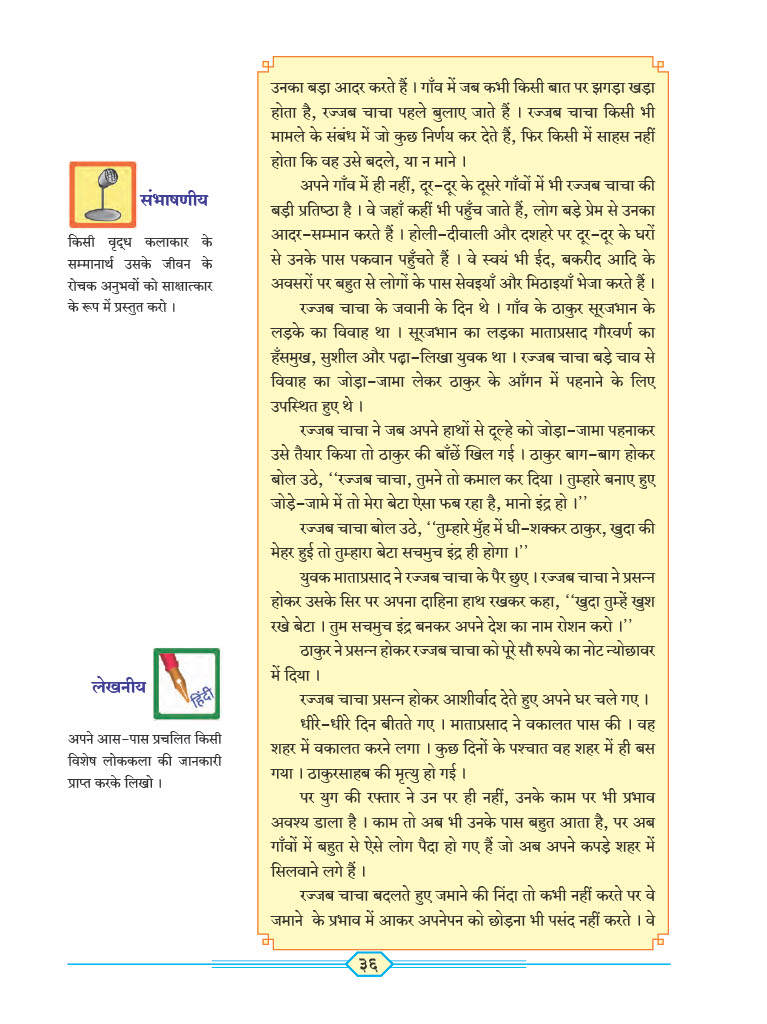 उनका बड़ा आदर करते हैं । गाँव में जब कभी किसी बात पर झगड़ा खड़ा
होता है, रज्जब चाचा पहले बुलाए जाते हैं । रज्जब चाचा किसी भी
मामले के संबंध में जो कुछ निर्णय कर देते हैं, फिर किसी में साहस नहीं
होता कि वह उसे बदले, या न माने ।
अपने गाँव में ही नहीं, दूर-दूर के दूसरे गाँवों में भी रज्जब चाचा की
बड़ी प्रतिष्ठा है । वे जहाँ कहीं भी पहुँच जाते हैं, लोग बड़े प्रेम से उनका
आदर-सम्मान करते हैं । होली-दीवाली और दशहरे पर दूर-दूर के घरों
से उनके पास पकवान पहुँचते हैं । वे स्वयं भी ईद, बकरीद आदि के
अवसरों पर बहुत से लोगों के पास सेवइयाँ और मिठाइयाँ भेजा करते हैं ।
रज्जब चाचा के जवानी के दिन थे । गाँव के ठाकुर सूरजभान के
लड़के का विवाह था । सूरजभान का लड़का माताप्रसाद गौरवर्ण का
हँसमुख, सुशील और पढ़ा-लिखा युवक था । रज्जब चाचा बड़े चाव से
विवाह का जोड़ा-जामा लेकर ठाकुर के आँगन में पहनाने के लिए
उपस्थित हुए थे ।
रज्जब चाचा ने जब अपने हाथों से दूल्हे को जोड़ा-जामा पहनाकर
उसे तैयार किया तो ठाकुर की बाँछें खिल गई । ठाकुर बाग-बाग होकर
बोल उठे, ‘‘रज्जब चाचा, तुमने तो कमाल कर दिया । तुम्हारे बनाए हुए
जोड़े-जामे में तो मेरा बेटा ऐसा फब रहा है, मानो इंद्र हो ।’’
रज्जब चाचा बोल उठे, ‘‘तुम्हारे मुँह में घी-शक्कर ठाकुर, खुदा की
मेहर हुई तो तुम्हारा बेटा सचमुच इंद्र ही होगा ।’’
युवक माताप्रसाद ने रज्जब चाचा के पैर छुए । रज्जब चाचा ने प्रसन्न
होकर उसके सिर पर अपना दाहिना हाथ रखकर कहा, ‘‘खुदा तुम्हें खुश
रखे बेटा । तुम सचमुच इंद्र बनकर अपने देश का नाम रोशन करो ।’’
ठाकुर ने प्रसन्न होकर रज्जब चाचा को पूरे सौ रुपये का नोट न्योछावर
में दिया ।
रज्जब चाचा प्रसन्न होकर आशीर्वाद देते हुए अपने घर चले गए ।
धीरे-धीरे दिन बीतते गए । माताप्रसाद ने वकालत पास की । वह
शहर में वकालत करने लगा । कुछ दिनों के पश्चात वह शहर में ही बस
गया । ठाकुरसाहब की मृत्यु हो गई ।
पर युग की रफ्तार ने उन पर ही नहीं, उनके काम पर भी प्रभाव
अवश्य डाला है । काम तो अब भी उनके पास बहुत आता है, पर अब
गाँवों में बहुत से ऐसे लोग पैदा हो गए हैं जो अब अपने कपड़े शहर में
सिलवाने लगे हैं ।
रज्जब चाचा बदलते हुए जमाने की निंदा तो कभी नहीं करते पर वे
जमाने के प्रभाव में आकर अपनेपन को छोड़ना भी पसंद नहीं करते । वे
संभाषणीय
किसी वृद्ध कलाकार के
सम्मानार्थ उसके जीवन के
रोचक अनुभवों को साक्षात्कार
के रूप में प्रस्तुत करो ।
लेखनीय
हिंदी
अपने आस-पास प्रचलित किसी
विशेष लोककला की जानकारी
प्राप्त करके लिखो ।
३६